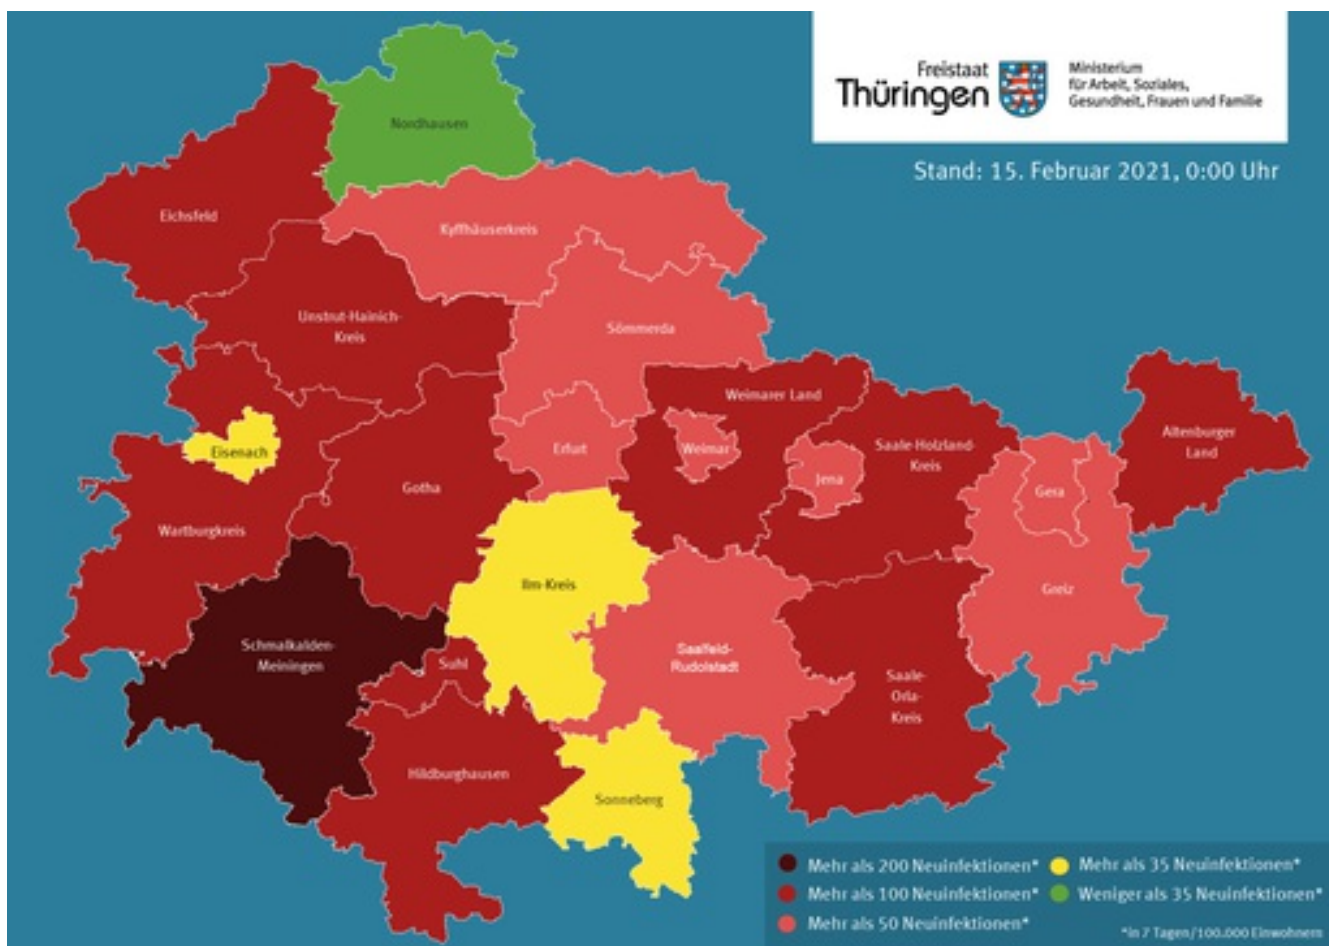 Freistaat
Thüringen
Ministerium
für Arbeit, Soziales,
Gesundheit, Frauen und Familie
Stand: 15. Februar 2021, 0:00 Uhr
Nordhausen
Eichsfeld
Kyffhäuserkreis
Unstrut-Hainich-
Kreis
Sömmerda
Weimarer Land
Altenburger
Land
Eisenach
Erfurt
Weimar
Saale-Holzland-
Kreis
Jena
Gera
Gotha
Wartburgkreis
Ilm-Kreis
Greiz
Schmalkalden-
Meiningen
Suhl
Saalfeld-
Rudolstadt
Saale-
Orla-
Kreis
Hildburghausen
Sonneberg
Mehr als 200 Neuinfektionen*
Mehr als 100 Neuinfektionen*
Mehr als 50 Neuinfektionen*
Mehr als 35 Neuinfektionen*
Weniger als 35 Neuinfektionen*
*in 7 Tagen/100.000 Einwohnern